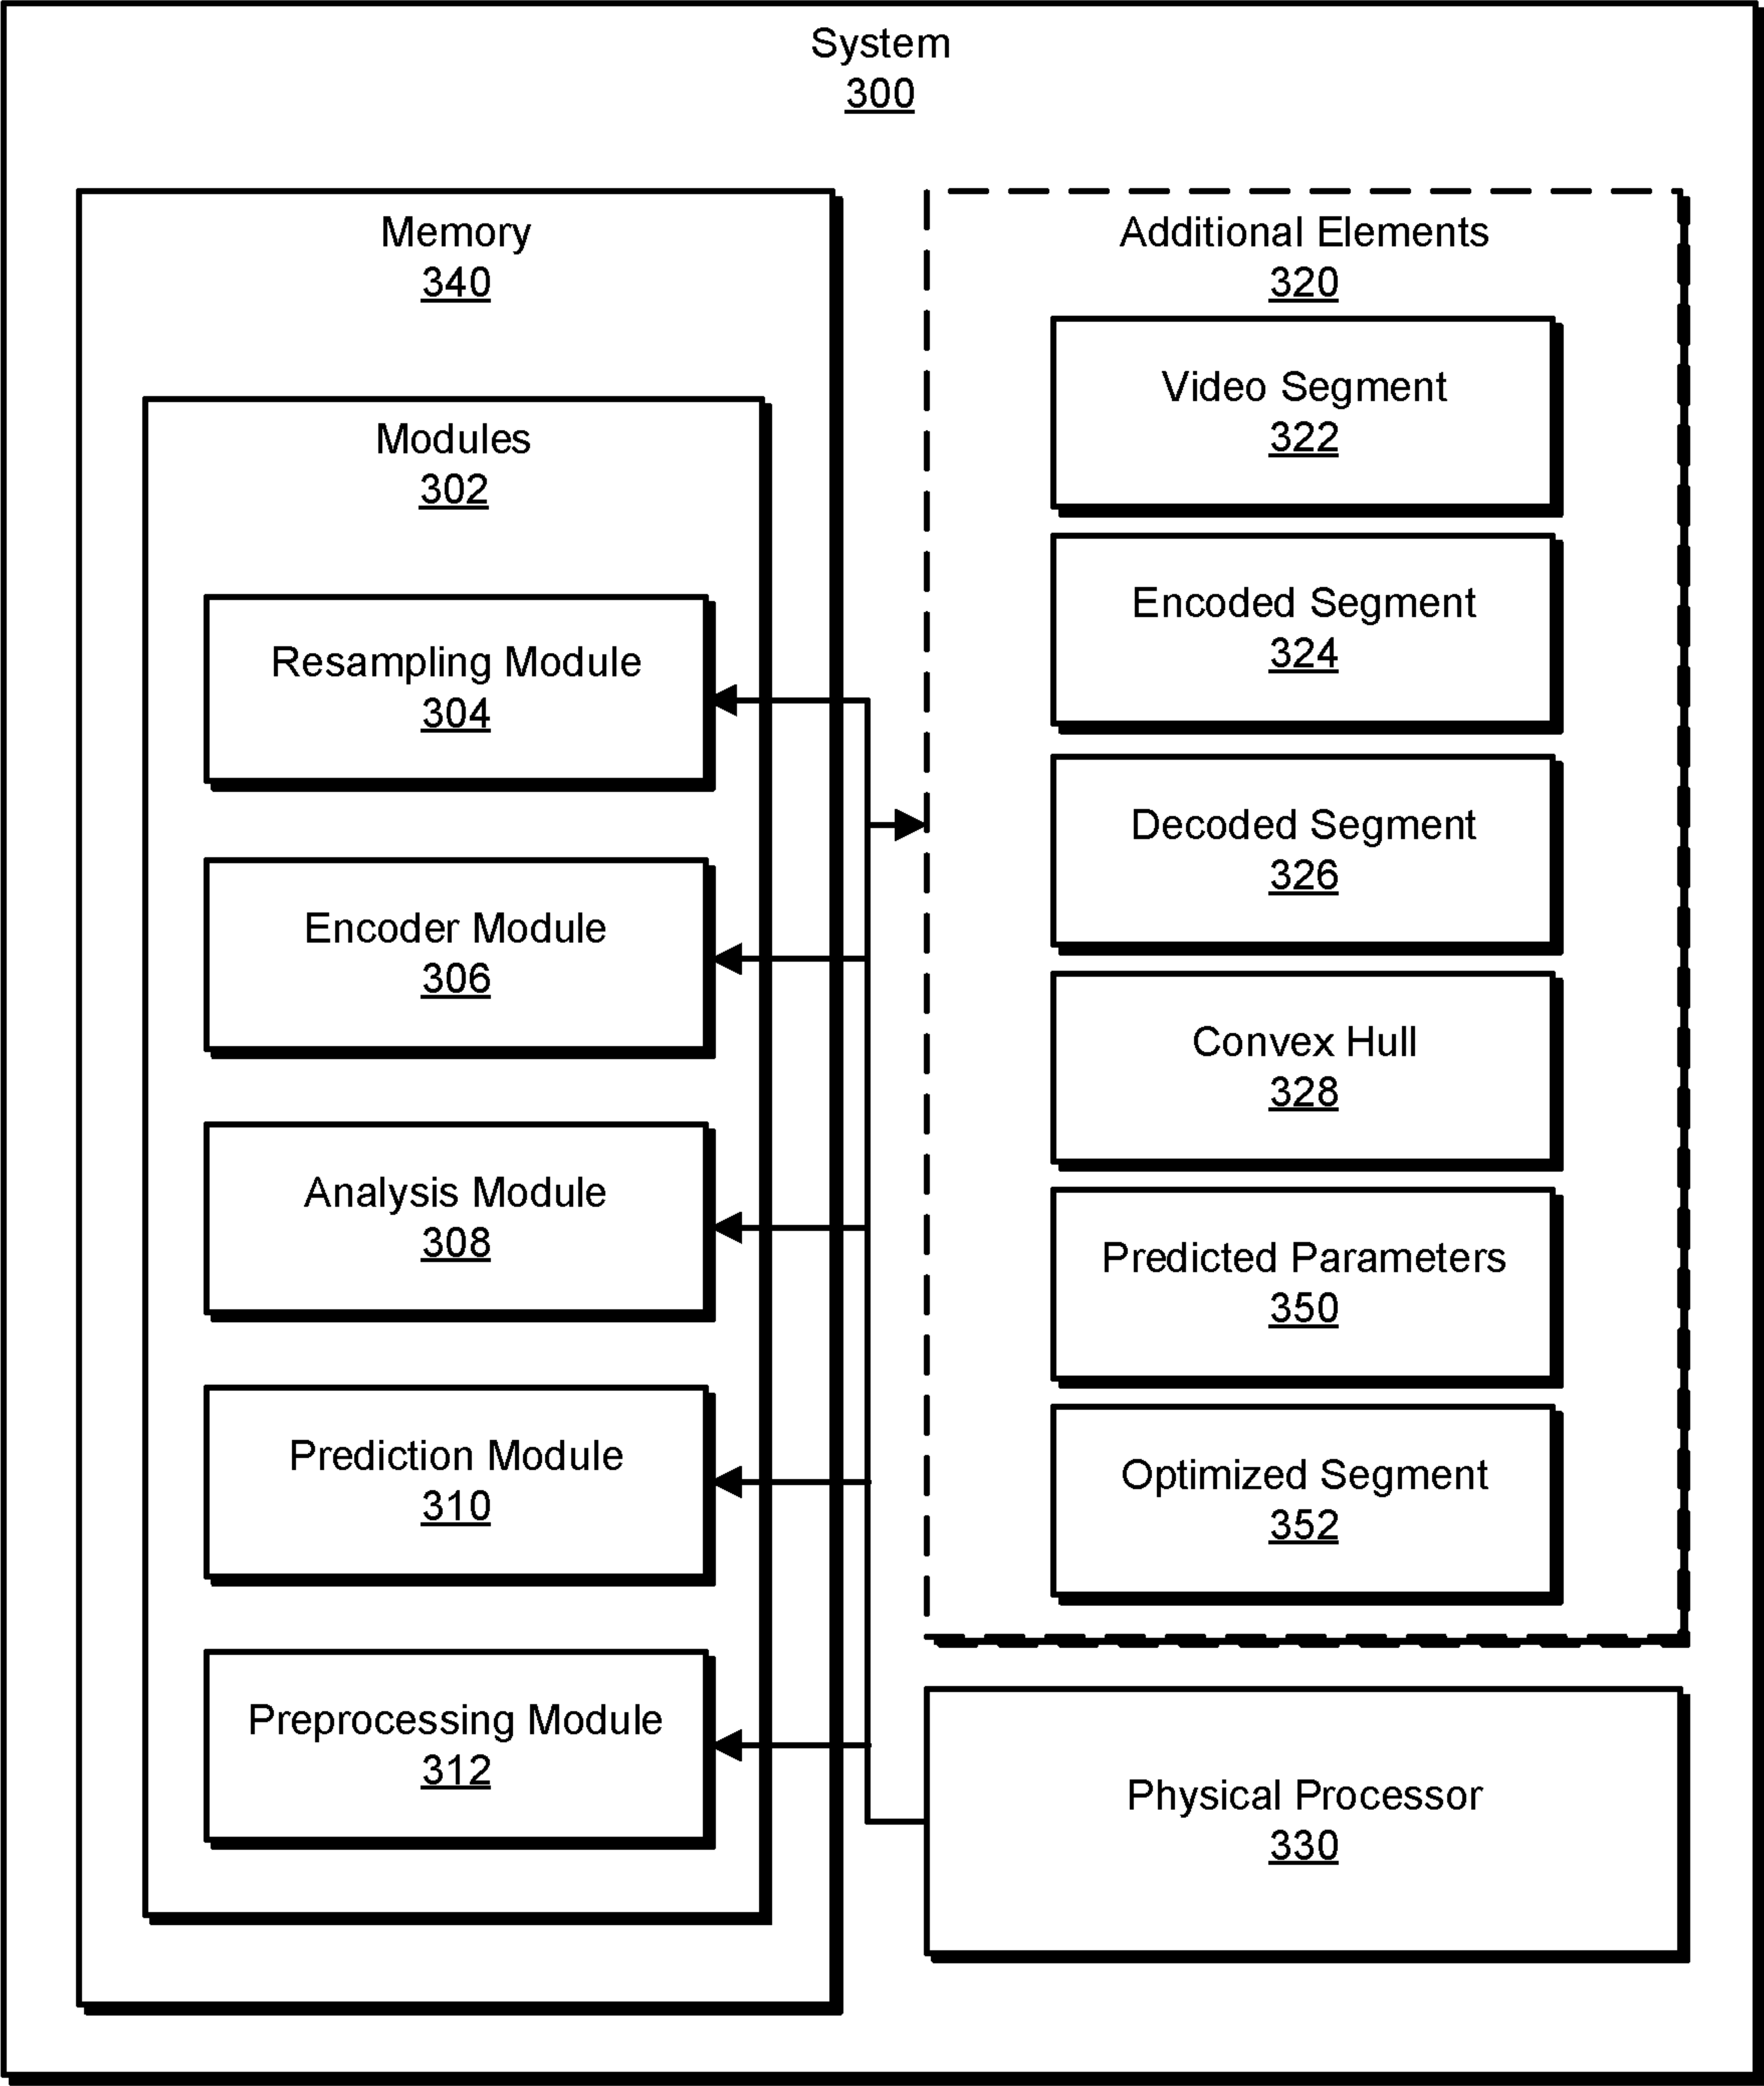 System
300
Memory
340
Modules
302
Resampling Module
304
Encoder Module
306
Analysis Module
308
Prediction Module
310
Preprocessing Module
312
Additional Elements
320
Video Segment
322
Encoded Segment
324
Decoded Segment
326
Convex Hull
328
Predicted Parameters
350
Optimized Segment
352
Physical Processor
330